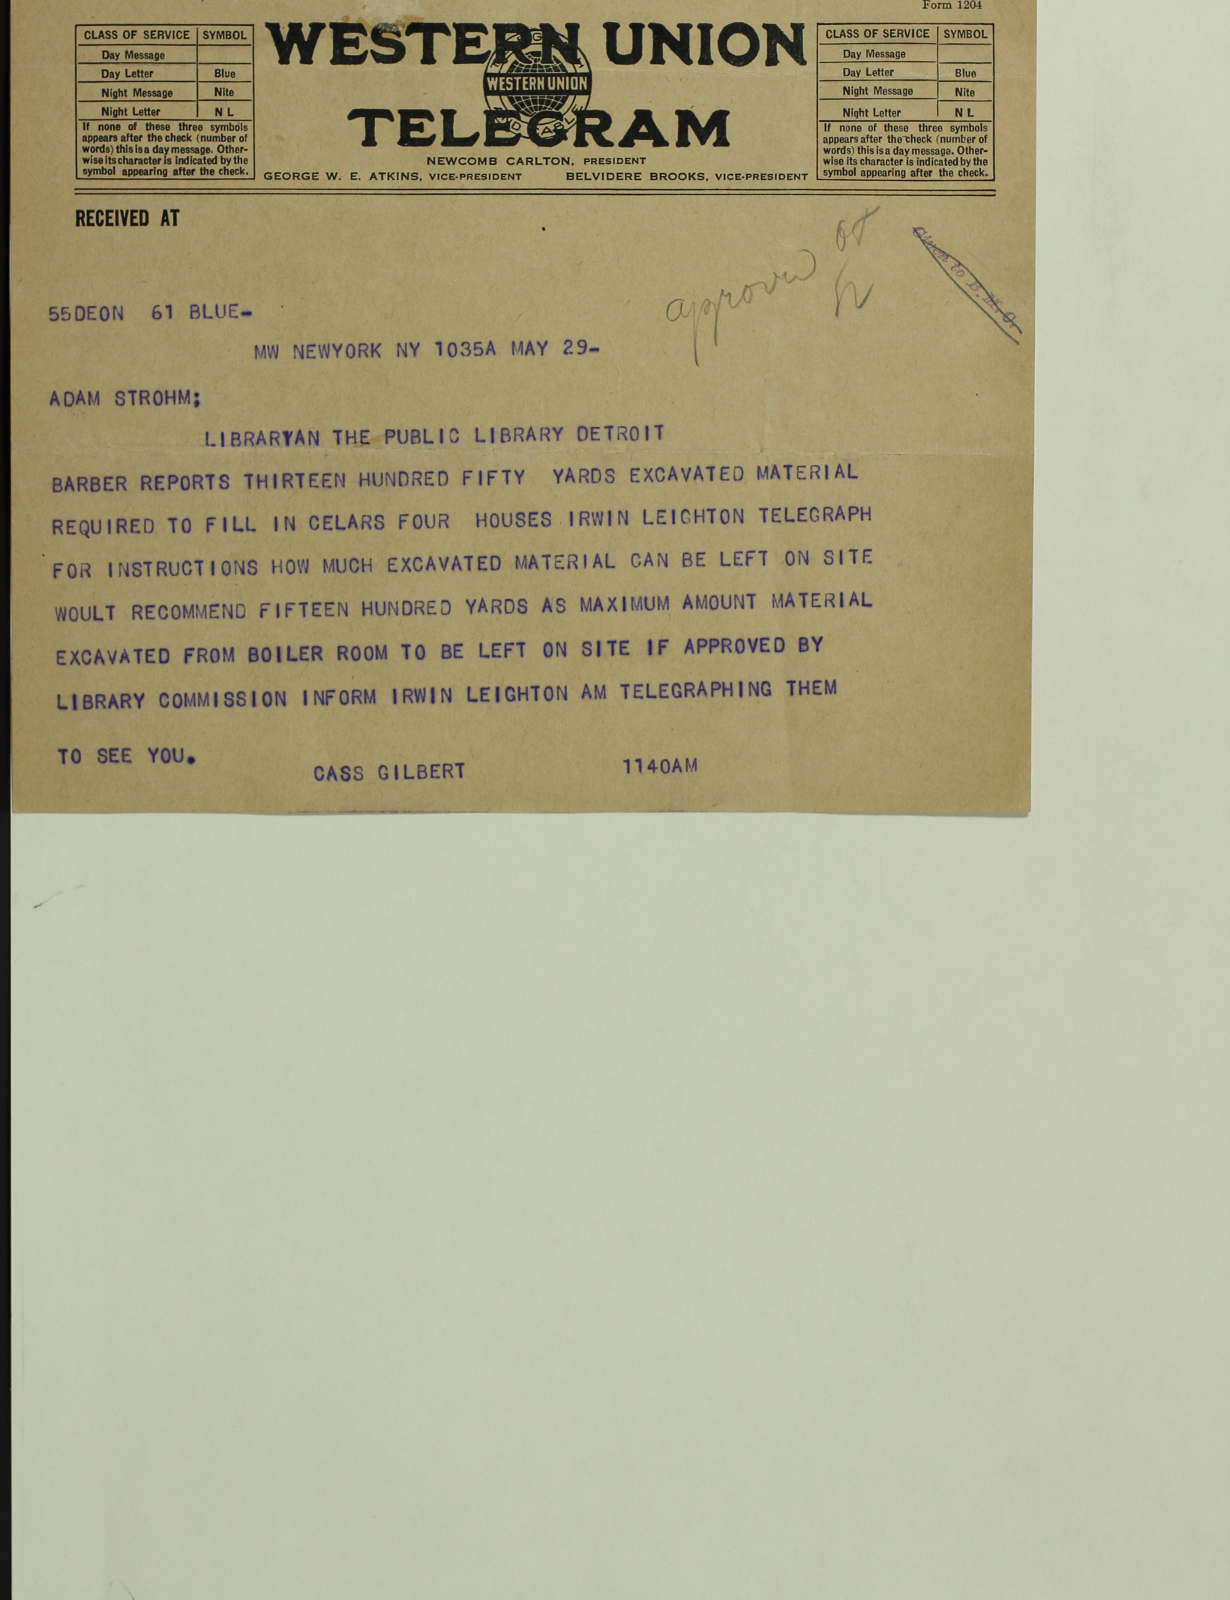 Form 1204
CLASS OF SERVICE SYMBOL
Day Message
Day Letter Blue
Night Message Nite
Night Letter N L
If none of these three symbols
appears after the check (number of
words) this is a day message. Other-
wise its character is indicated by the
symbol appearing after the check.
WESTERN UNION
WESTERN UNION
TELEGRAM
NEWCOMB CARLTON, PRESIDENT
GEORGE W. E. ATKINS, VICE-PRESIDENT BELVIDERE BROOKS, VICE-PRESIDENT
CLASS OF SERVICE SYMBOL
Day Message
Day Letter Blue
Night Message Nite
Night Letter N L
If none of these three symbols
appears after the check (number of
words) this is a day message. Other-
wise its character is indicated by the
symbol appearing after the check.
RECEIVED AT
approved
Given to B. H. G.
55DEON 61 BLUE-
MW NEWYORK NY 1035A MAY 29-
ADAM STROHM;
LIBRARYAN THE PUBLIC LIBRARY DETROIT
BARBER REPORTS THIRTEEN HUNDRED FIFTY YARDS EXCAVATED MATERIAL
REQUIRED TO FILL IN CELARS FOUR HOUSES IRWIN LEIGHTON TELEGRAPH
FOR INSTRUCTIONS HOW MUCH EXCAVATED MATERIAL CAN BE LEFT ON SITE
WOULT RECOMMEND FIFTEEN HUNDRED YARDS AS MAXIMUM AMOUNT MATERIAL
EXCAVATED FROM BOILER ROOM TO BE LEFT ON SITE IF APPROVED BY
LIBRARY COMMISSION INFORM IRWIN LEIGHTON AM TELEGRAPHING THEM
TO SEE YOU.
CASS GILBERT 1140AM